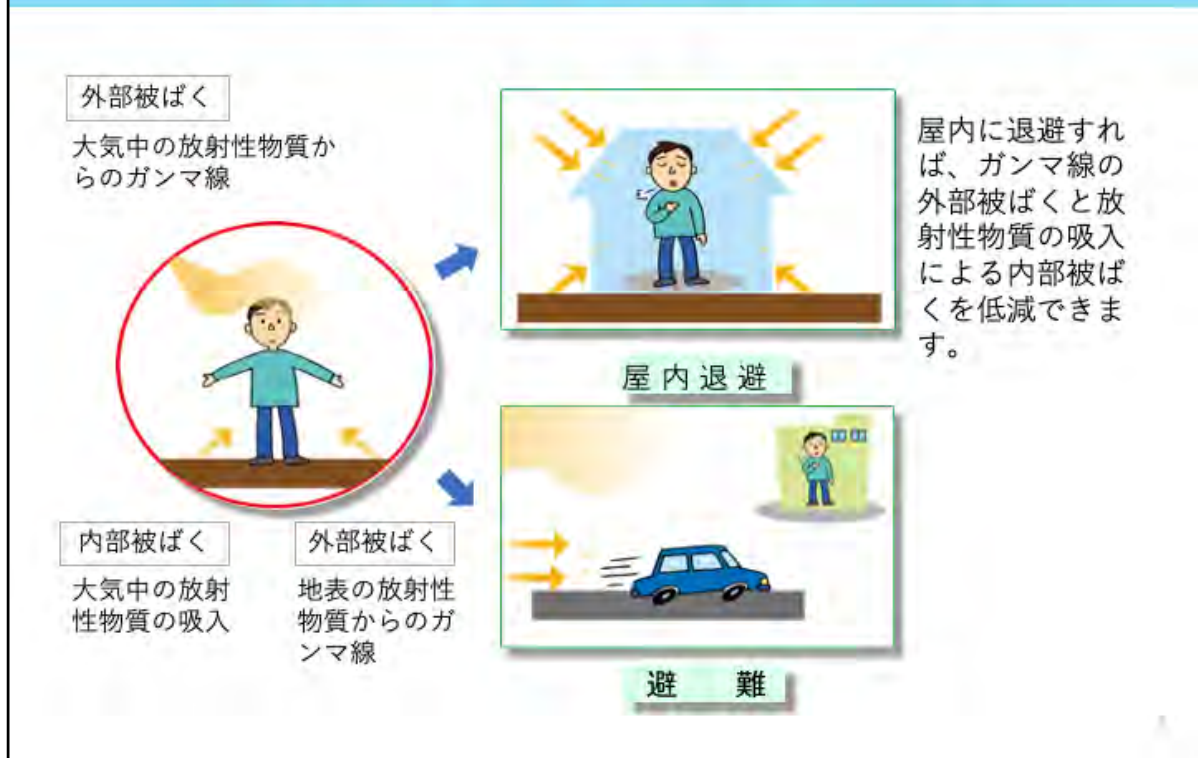 外部被ばく
大気中の放射性物質か
らのガンマ線
内部被ばく
大気中の放射
性物質の吸入
外部被ばく
地表の放射性
物質からのガ
ンマ線
屋内退避
屋内に退避すれ
ば、ガンマ線の
外部被ばくと放
射性物質の吸入
による内部被ば
くを低減できま
す。
避 難